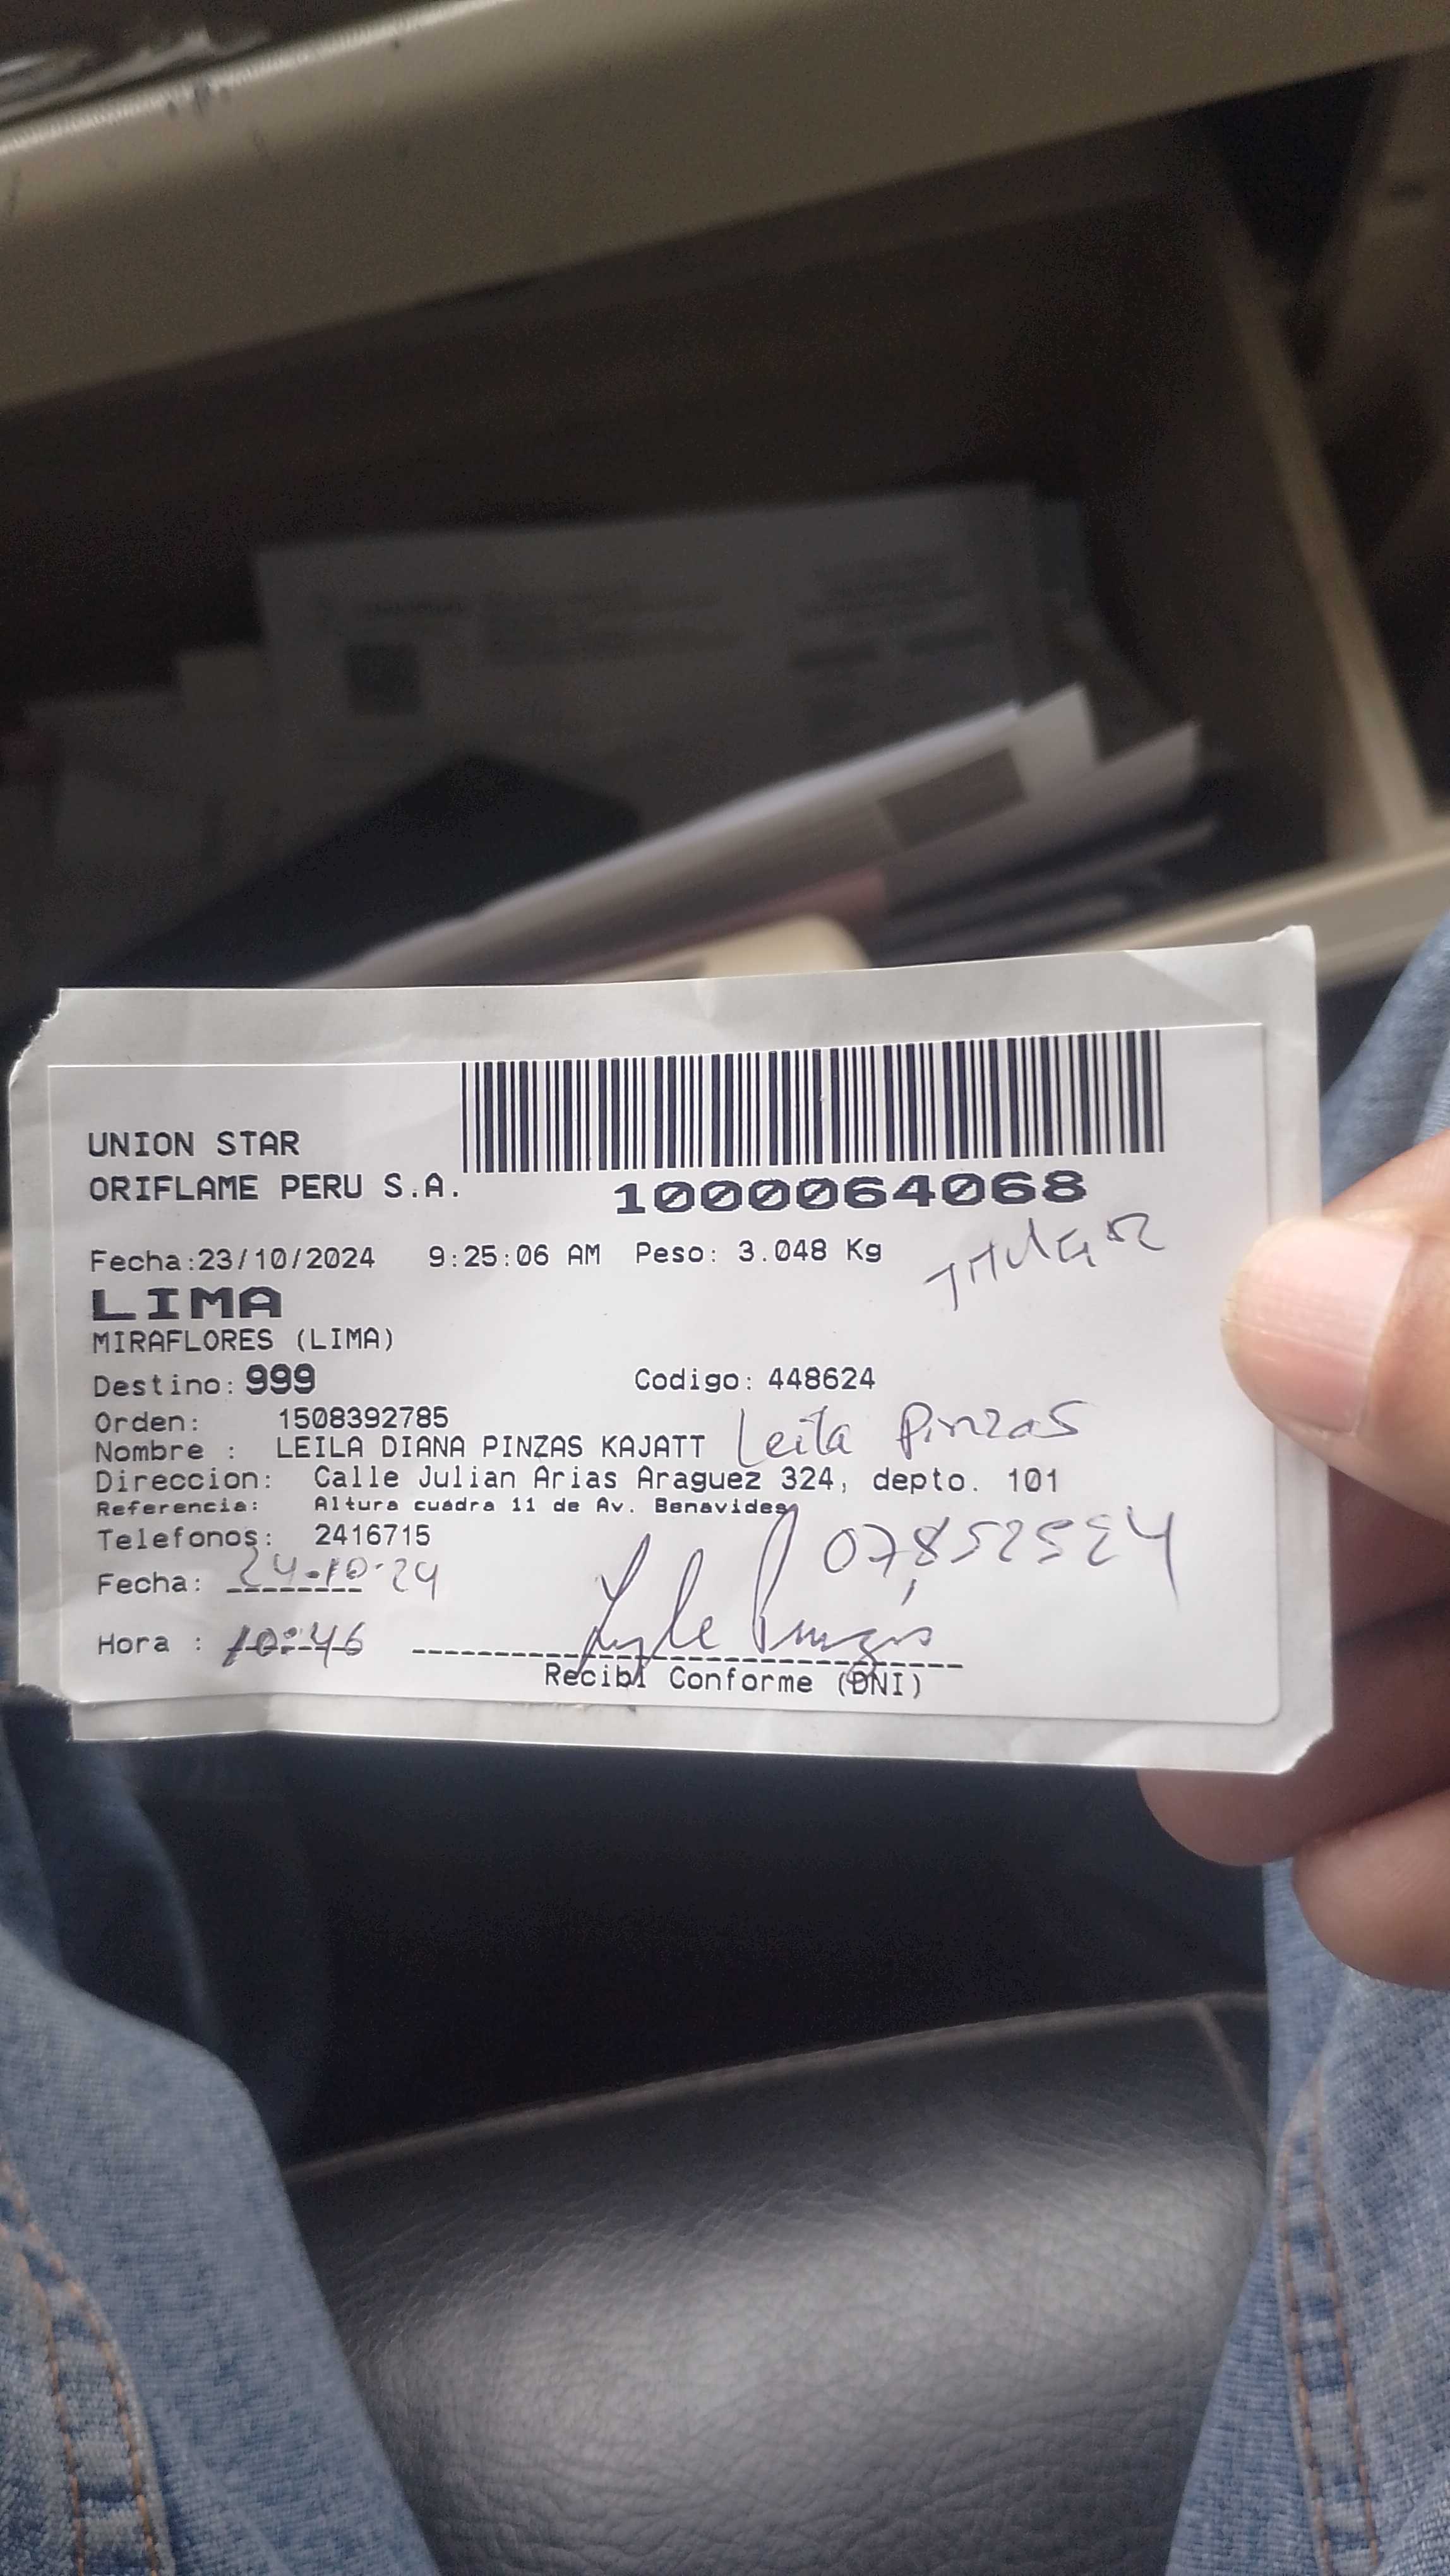 UNION STAR
ORIFLAME PERU S.A.
1000064068
Fecha:23/10/2024 9:25:06 AM Peso: 3.048 Kg
TITULAR
LIMA
MIRAFLORES (LIMA)
Destino: 999 Codigo: 448624
Orden: 1508392785
Nombre : LEILA DIANA PINZAS KAJATT Leila Pinzas
Direccion: Calle Julian Arias Araguez 324, depto. 101
Referencia: Altura cuadra 11 de Av. Benavides
Telefonos: 2416715
Fecha: 24-10-24
Hora : 10:46
Recibi Conforme (DNI)